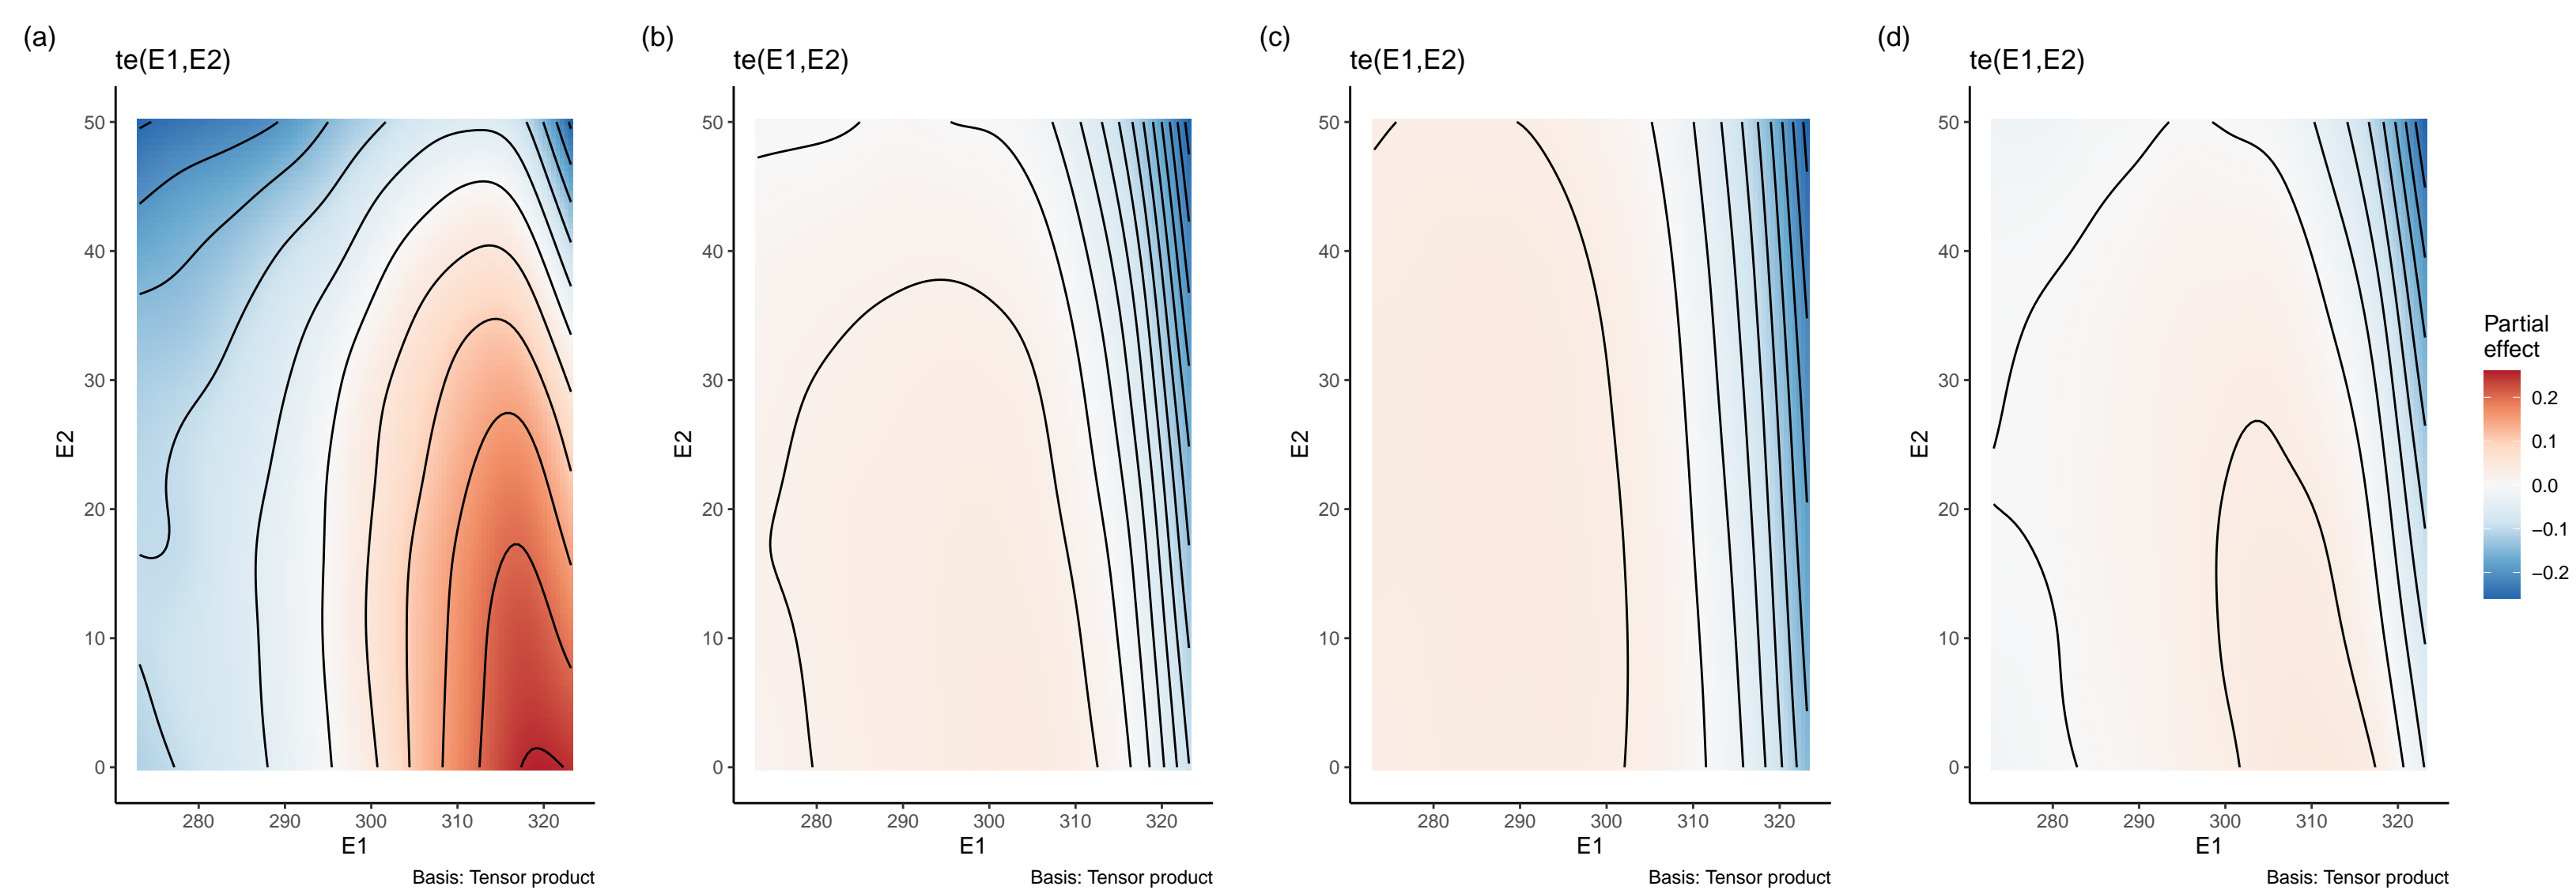 (a)
te(E1,E2)
50
40
30
20
10
0
E2
280 290 300 310 320
E1
Basis: Tensor product
(b)
te(E1,E2)
50
40
30
20
10
0
E2
280 290 300 310 320
E1
Basis: Tensor product
(c)
te(E1,E2)
50
40
30
20
10
0
E2
280 290 300 310 320
E1
Basis: Tensor product
(d)
te(E1,E2)
50
40
30
20
10
0
E2
280 290 300 310 320
E1
Basis: Tensor product
Partial
effect
0.2
0.1
0.0
−0.1
−0.2